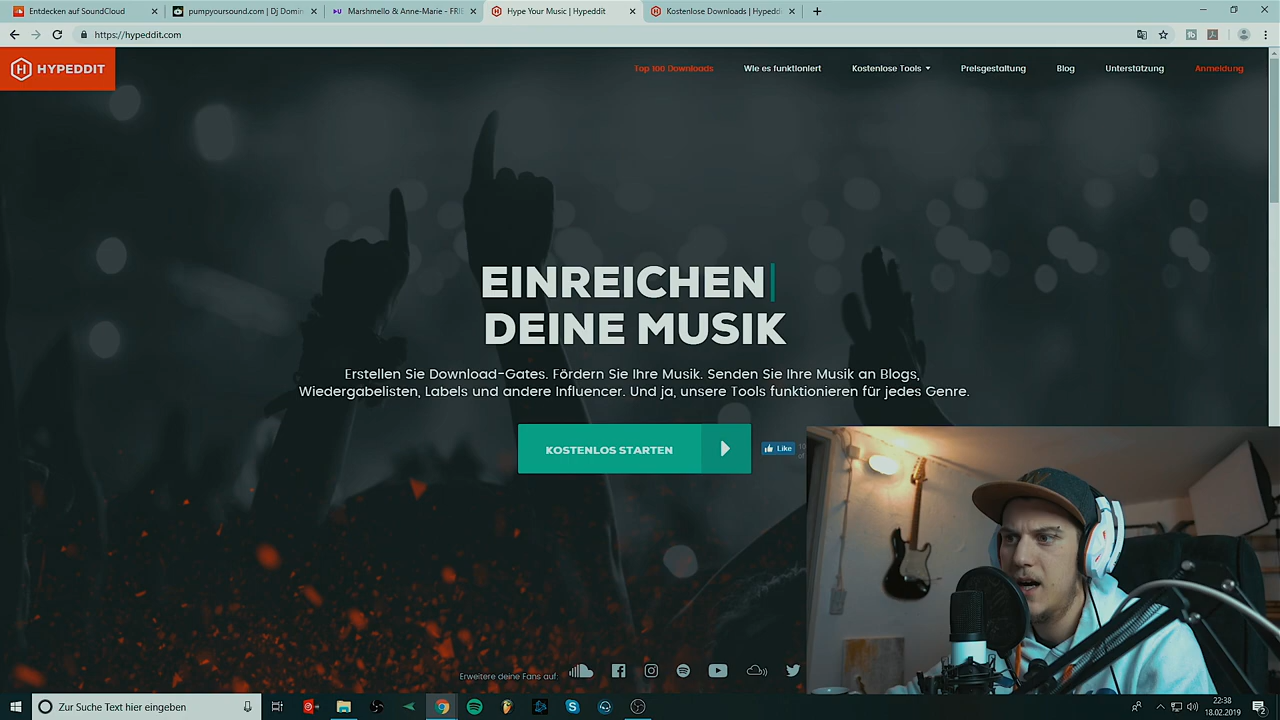 Entdecken auf SoundCloud
pumpyoursound.com | Dj Domin
Marshmello & Anne-Marie - FRIE
Hype Your Music | Hypeddit
Kostenlose Downloads | Hypeddi
https://hypeddit.com
HYPEDDIT
Top 100 Downloads
Wie es funktioniert
Kostenlose Tools
Preisgestaltung
Blog
Unterstützung
Anmeldung
EINREICHEN
DEINE MUSIK
Erstellen Sie Download-Gates. Fördern Sie Ihre Musik. Senden Sie Ihre Musik an Blogs,
Wiedergabelisten, Labels und andere Influencer. Und ja, unsere Tools funktionieren für jedes Genre.
KOSTENLOS STARTEN
Like
Erweitere deine Fans auf:
Zur Suche Text hier eingeben
22:38
18.02.2019
2